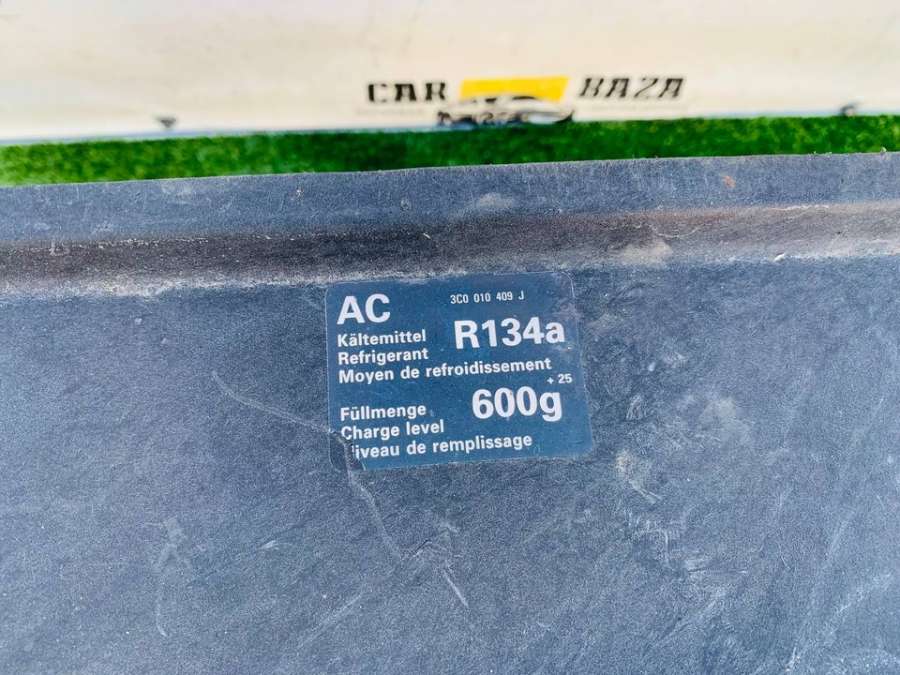 CAR BAZA
AC 3C0 010 409 J
Kältemittel R134a
Refrigerant
Moyen de refroidissement
+ 25
Füllmenge 600g
Charge level
Niveau de remplissage